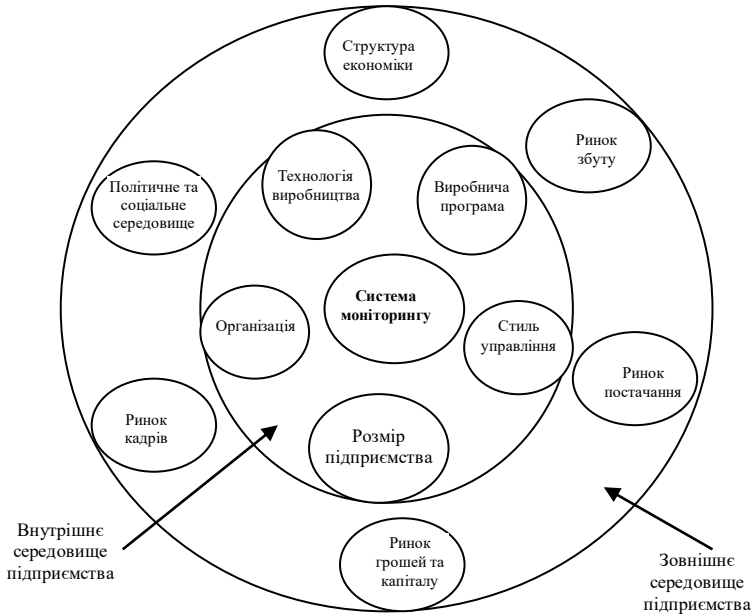 Структура
економіки
Ринок
збуту
Політичне та
соціальне
середовище
Технологія
виробництва
Виробнича
програма
Система
моніторингу
Організація
Стиль
управління
Ринок
постачання
Ринок
кадрів
Розмір
підприємства
Внутрішнє
середовище
підприємства
Ринок
грошей та
капіталу
Зовнішнє
середовище
підприємства